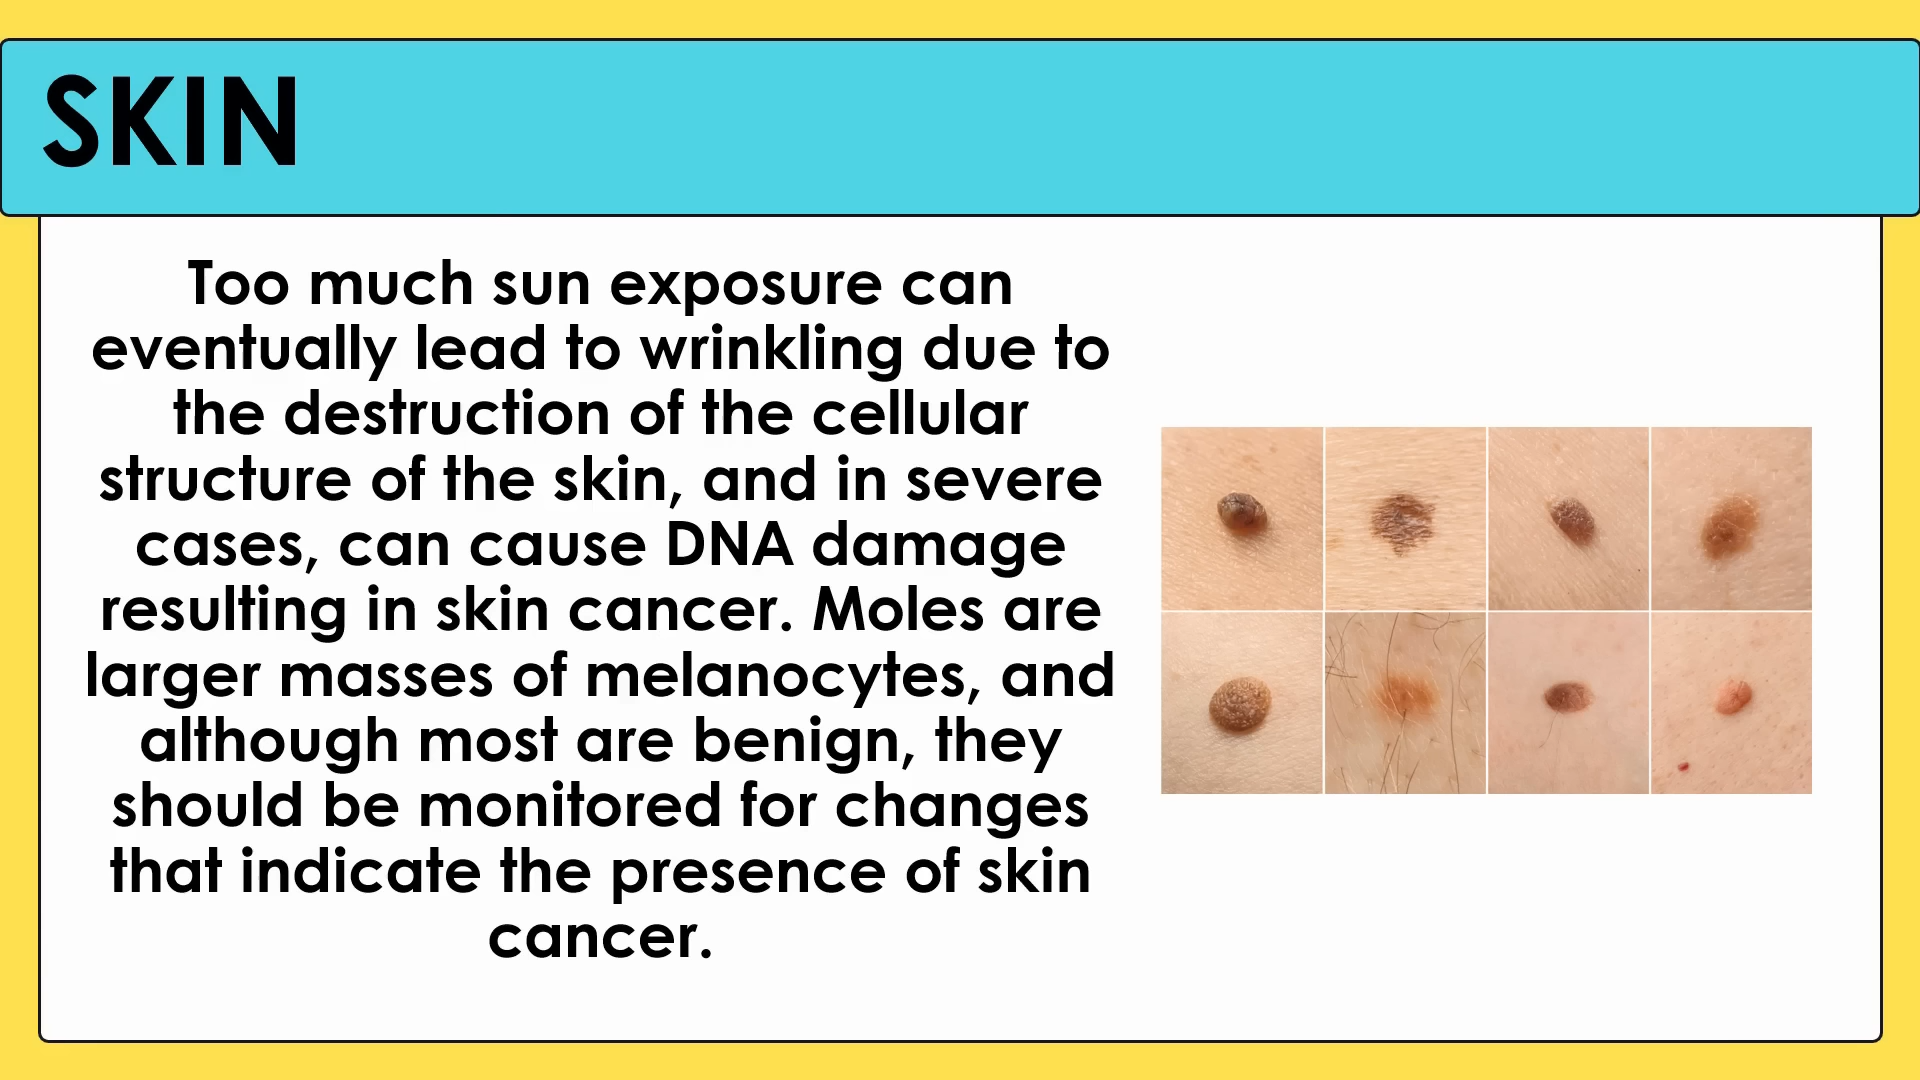 SKIN
Too much sun exposure can
eventually lead to wrinkling due to
the destruction of the cellular
structure of the skin, and in severe
cases, can cause DNA damage
resulting in skin cancer. Moles are
larger masses of melanocytes, and
although most are benign, they
should be monitored for changes
that indicate the presence of skin
cancer.